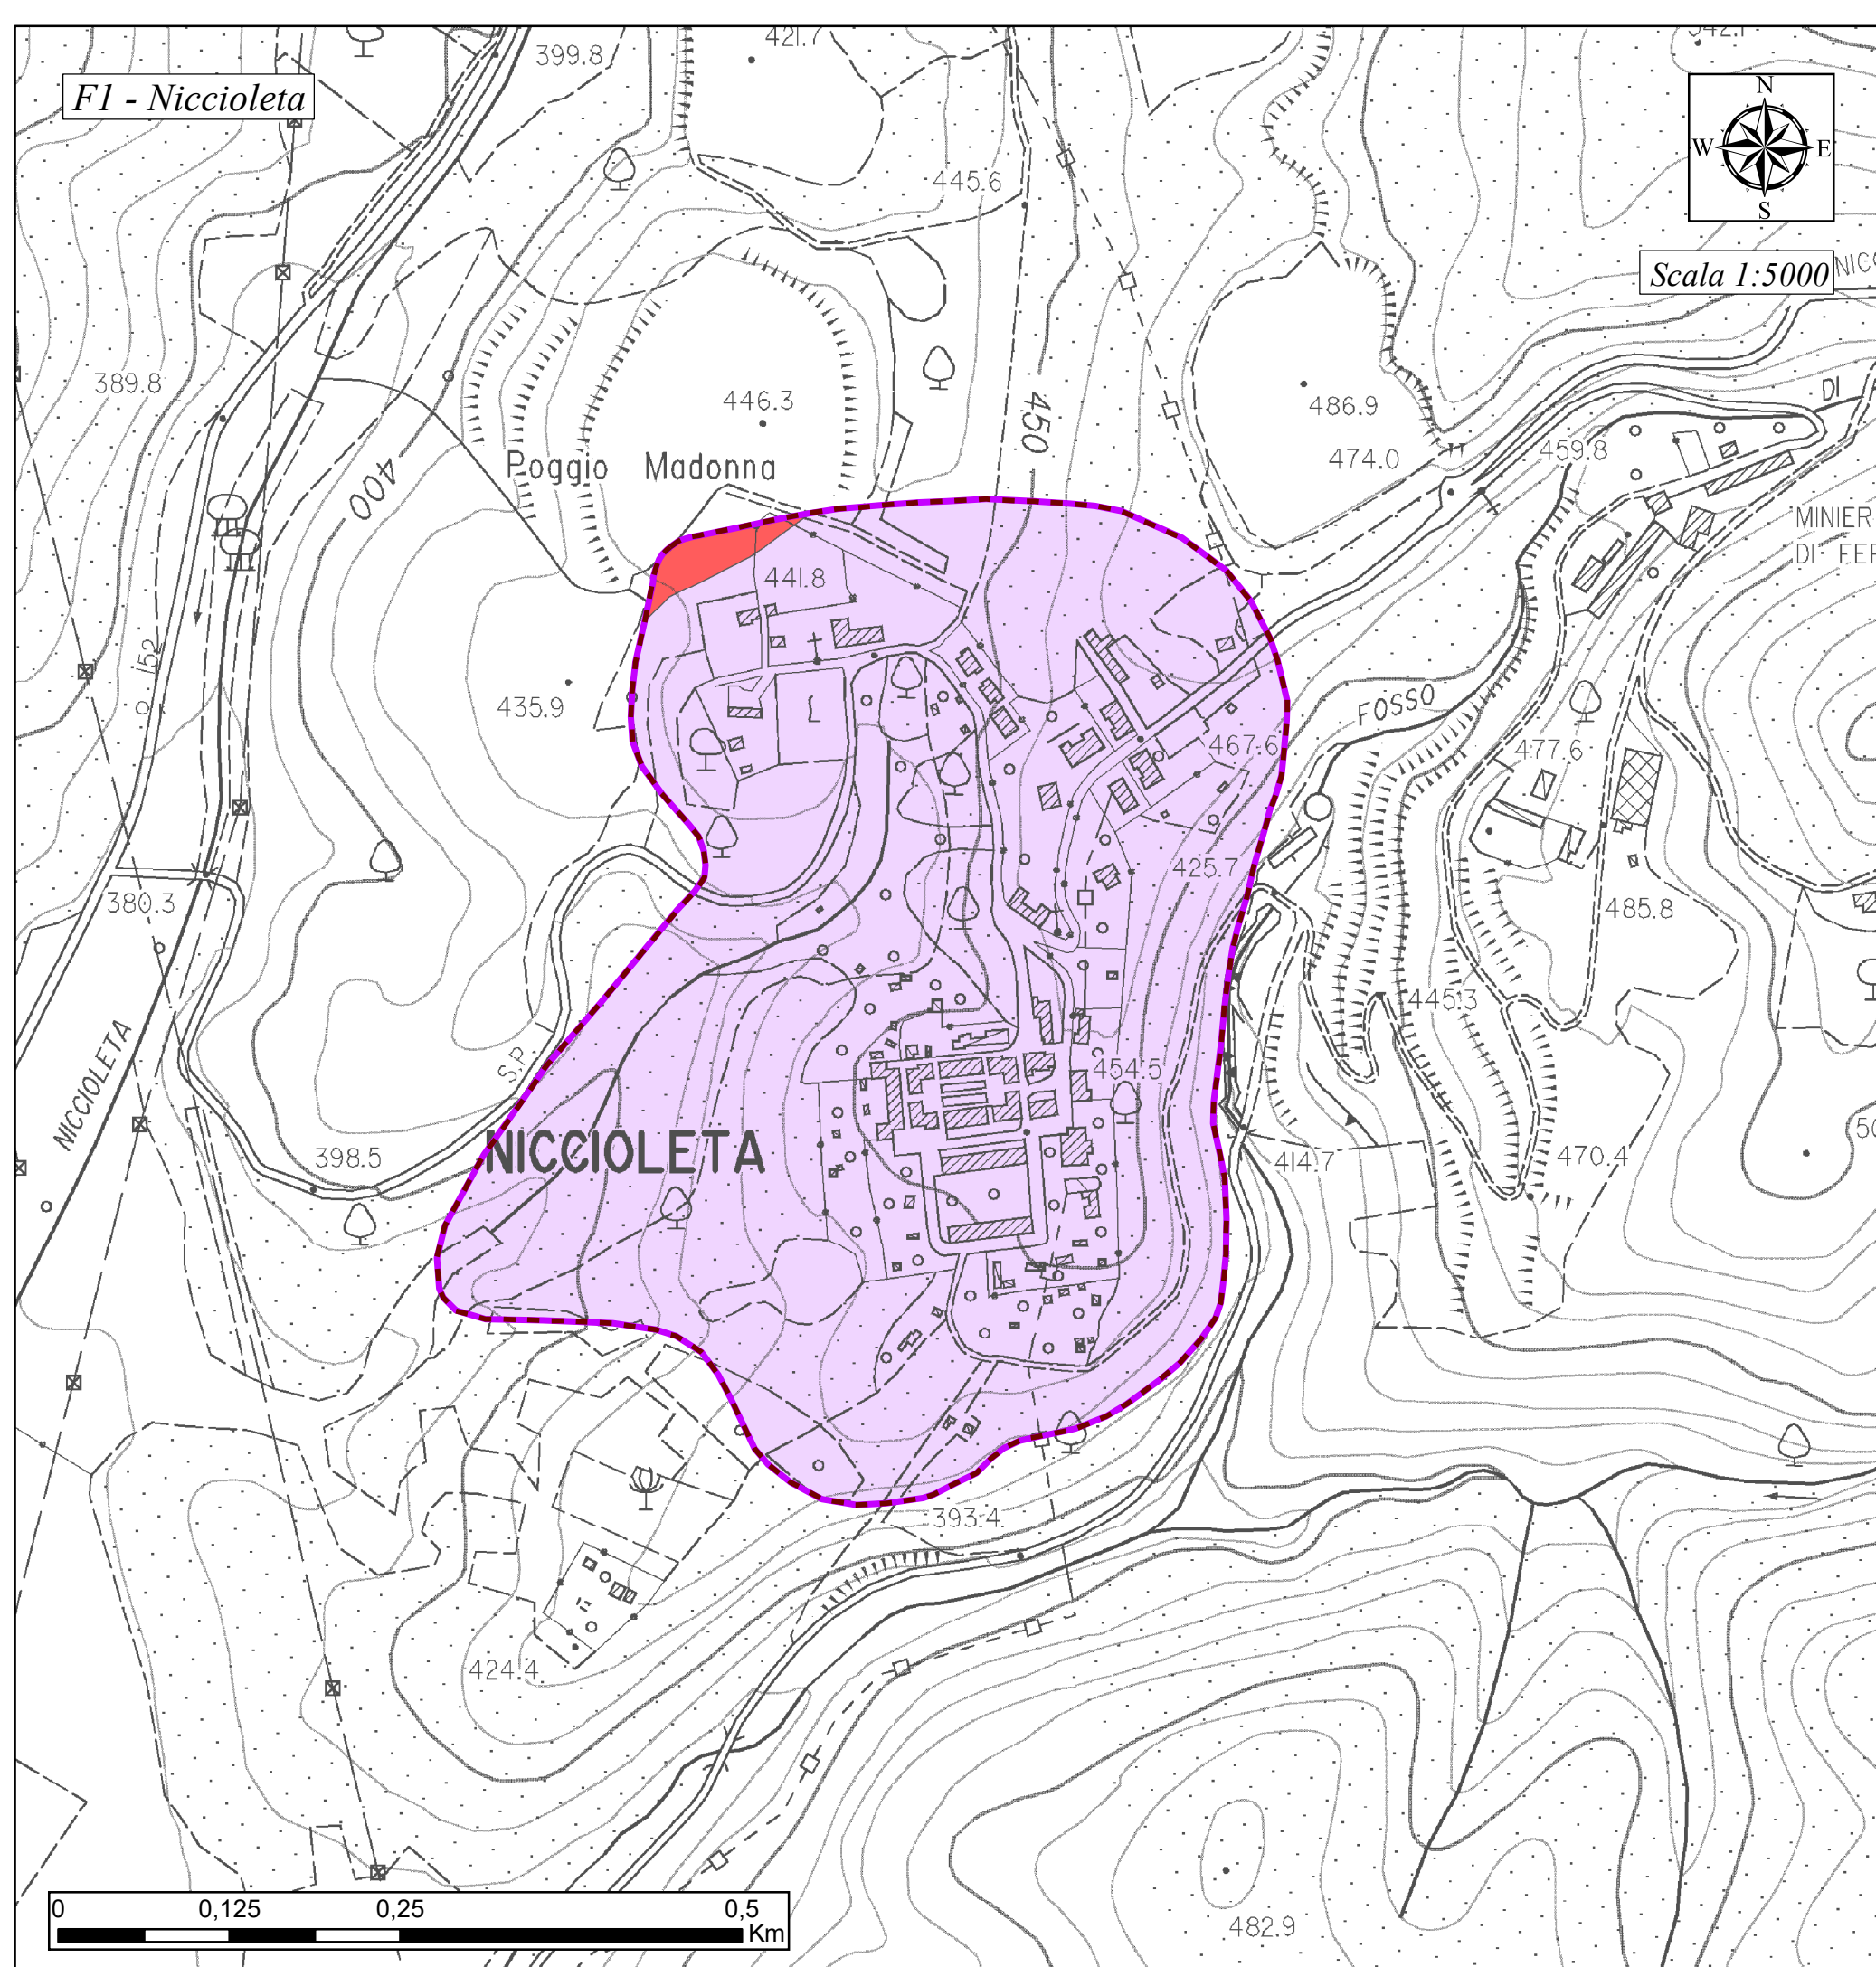 421.7
399.8
F1 - Niccioleta
N
W E
S
445.6
Scala 1:5000
389.8
446.3
450
486.9
DI
474.0
459.8
Poggio Madonna
400
MINIER
DI FER
441.8
152
435.9
FOSSO
467.6
477.6
425.7
380.3
485.8
445.3
S.P.
454.5
NICCIOLETA
NICCIOLETA
398.5
414.7
470.4
393.4
424.4
482.9
0 0,125 0,25 0,5
Km